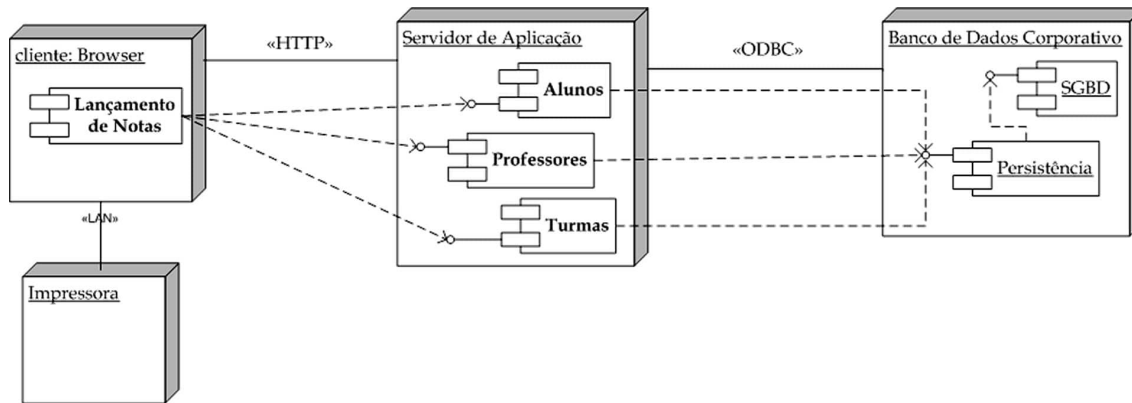 cliente: Browser
Lançamento
de Notas
«HTTP»
Servidor de Aplicação
Alunos
Professores
Turmas
«ODBC»
Banco de Dados Corporativo
SGBD
Persistência
«LAN»
Impressora